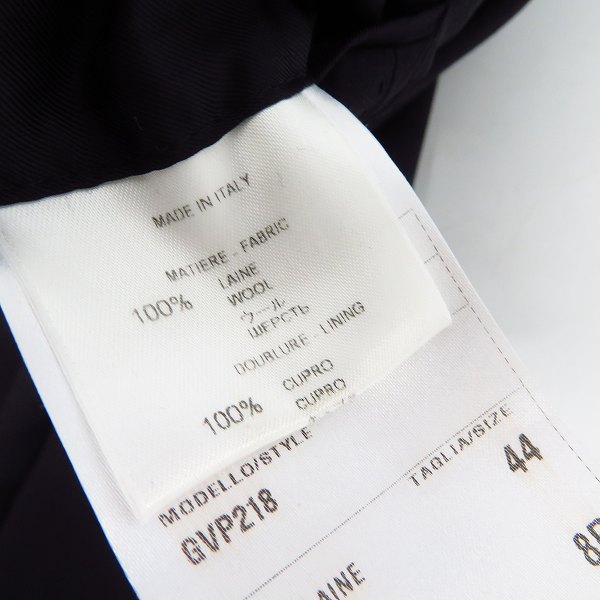 MADE IN ITALY
MATIERE - FABRIC
100% LAINE
WOOL
ウール
ШЕРСТЬ
DOUBLURE - LINING
100% CUPRO
CUPRO
MODELLO/STYLE
GVP218
TAGLIA/SIZE
44